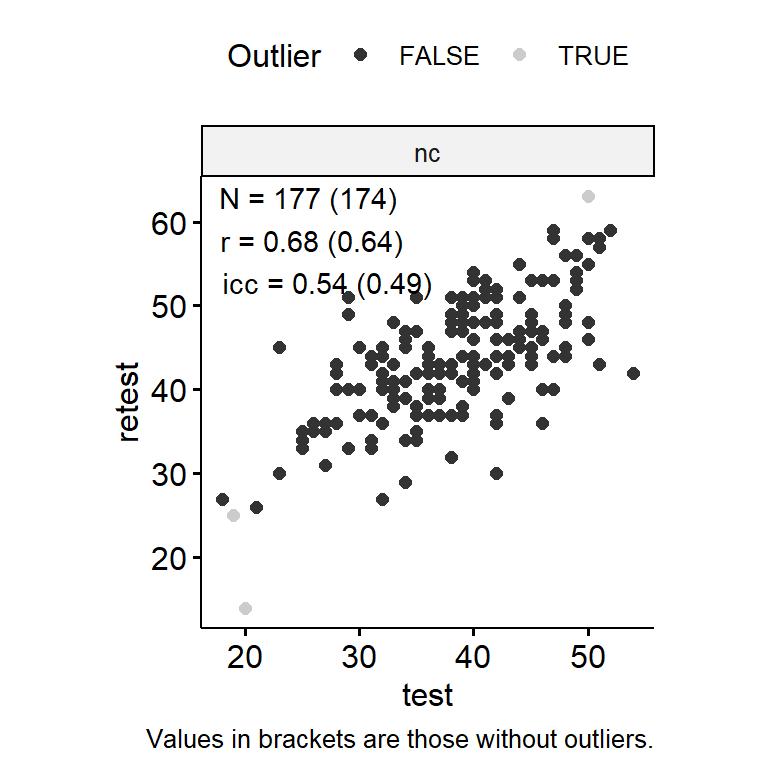 Outlier FALSE TRUE
nc
N = 177 (174)
r = 0.68 (0.64)
icc = 0.54 (0.49)
60
50
40
30
20
retest
20 30 40 50
test
Values in brackets are those without outliers.